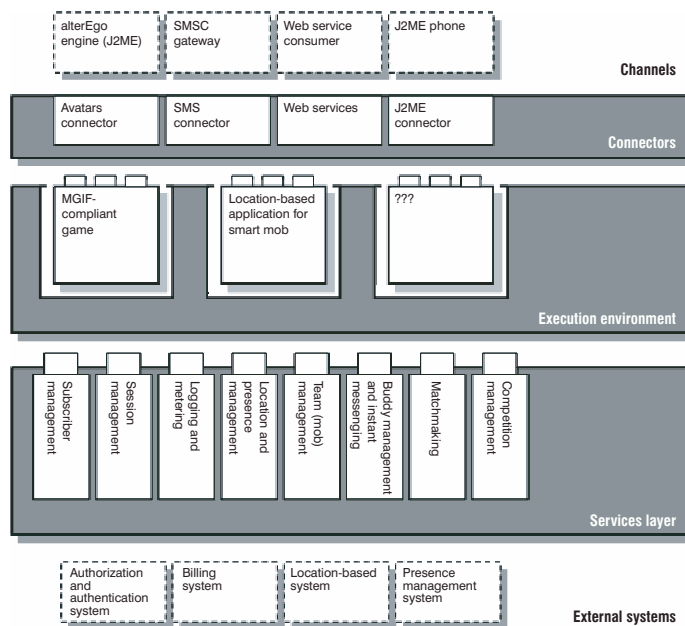 alterEgo
engine (J2ME)
SMSC
gateway
Web service
consumer
J2ME phone
Channels
Avatars
connector
SMS
connector
Web services
J2ME
connector
Connectors
MGIF-
compliant
game
Location-based
application for
smart mob
???
Execution environment
Subscriber
management
Session
management
Logging and
metering
Location and
presence
management
Team (mob)
management
Buddy management
and instant
messenging
Matchmaking
Competition
management
Services layer
Authorization
and
authentication
system
Billing
system
Location-based
system
Presence
management
system
External systems